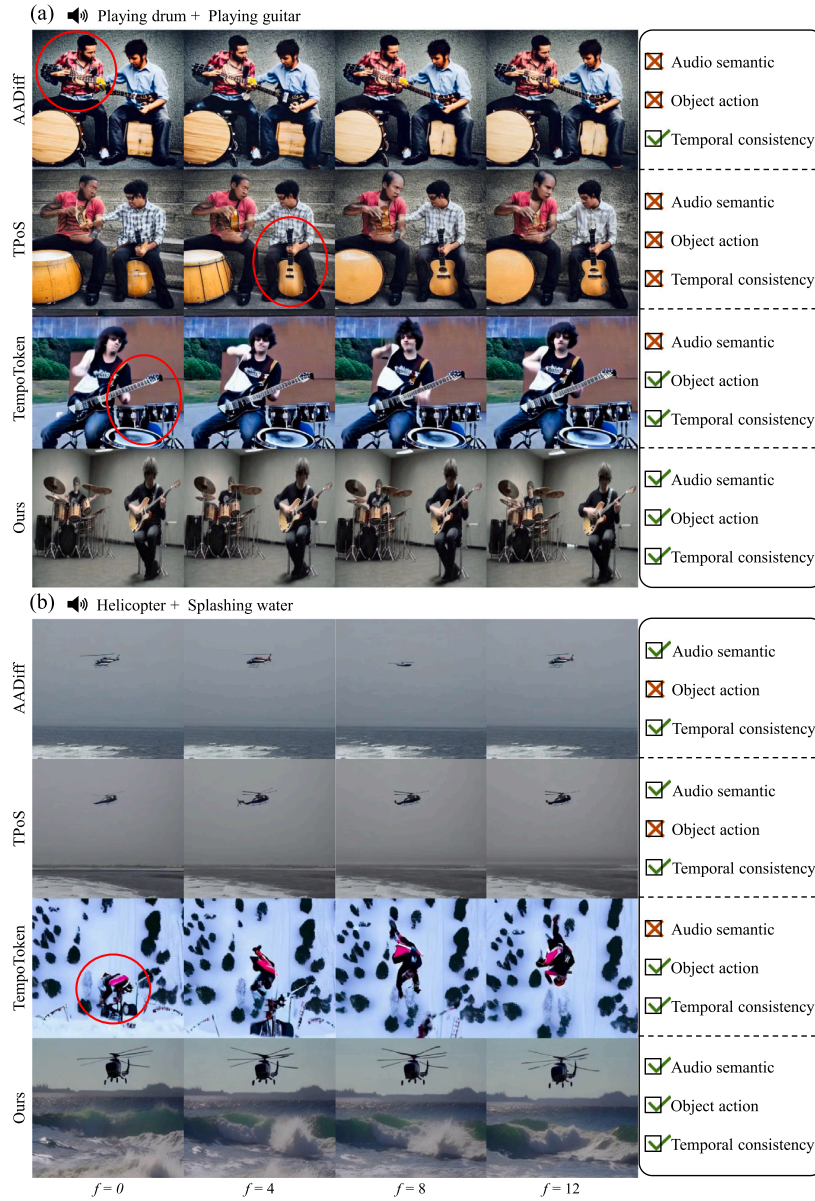 (a) Playing drum + Playing guitar
AADiff
Audio semantic
Object action
Temporal consistency
TPoS
Audio semantic
Object action
Temporal consistency
TempoToken
Audio semantic
Object action
Temporal consistency
Ours
Audio semantic
Object action
Temporal consistency
(b) Helicopter + Splashing water
AADiff
Audio semantic
Object action
Temporal consistency
TPoS
Audio semantic
Object action
Temporal consistency
TempoToken
Audio semantic
Object action
Temporal consistency
Ours
Audio semantic
Object action
Temporal consistency
f = 0 f = 4 f = 8 f = 12